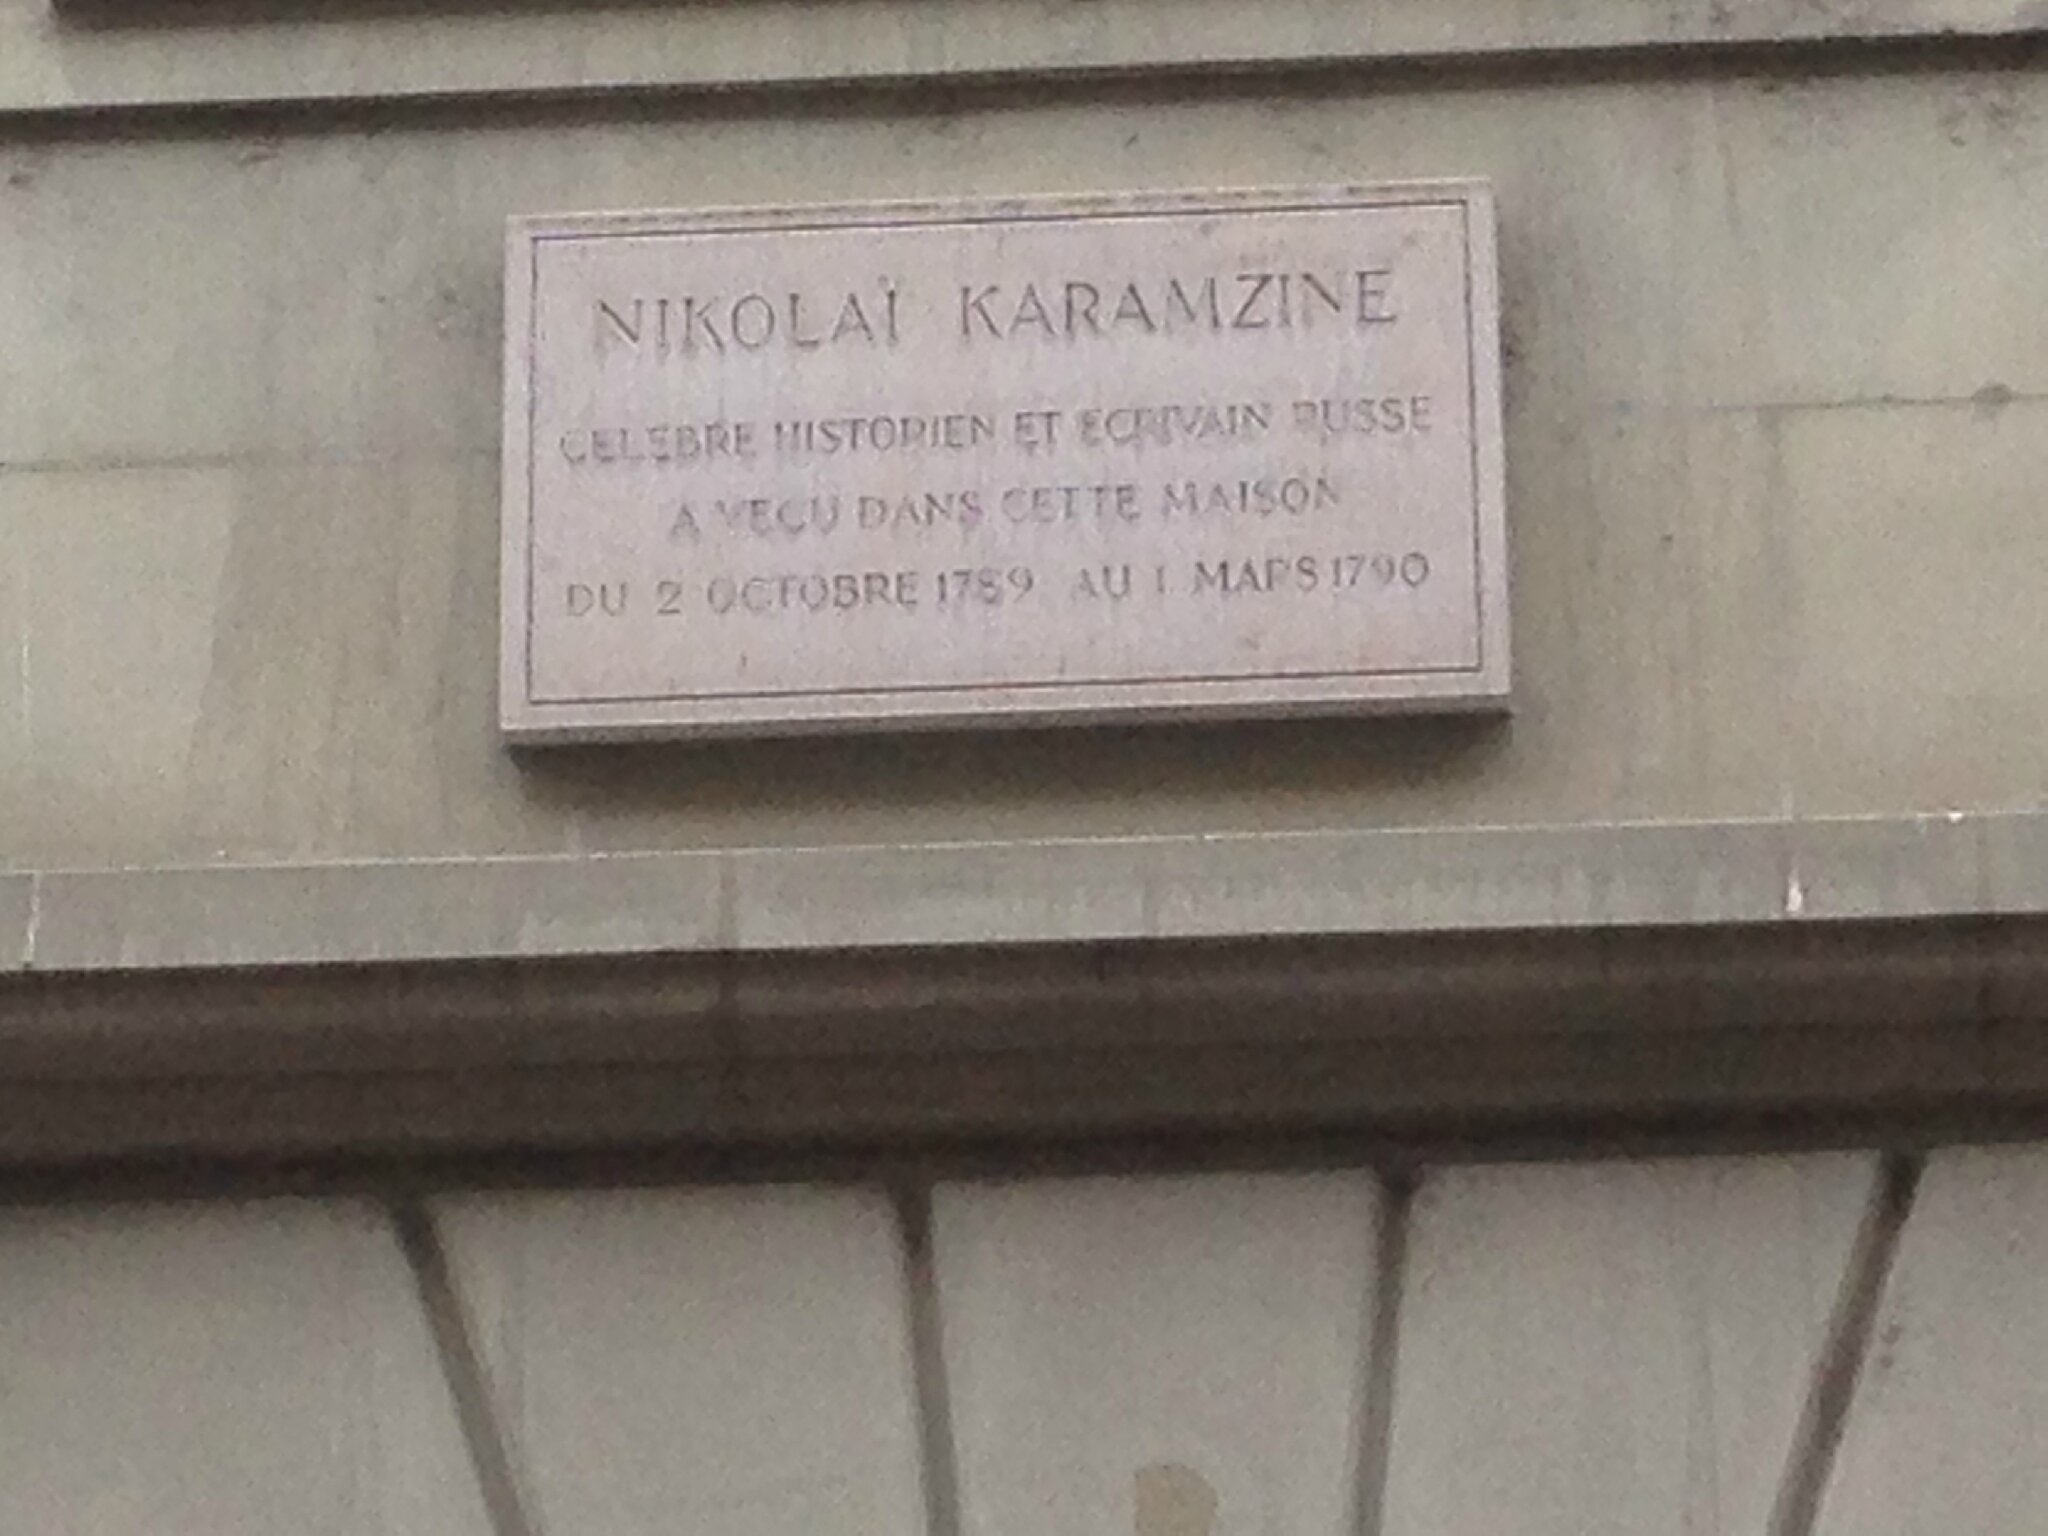 NIKOLAÏ KARAMZINE
CELEBRE HISTORIEN ET ECRIVAIN RUSSE
A VECU DANS CETTE MAISON
DU 2 OCTOBRE 1789 AU 1 MARS 1790